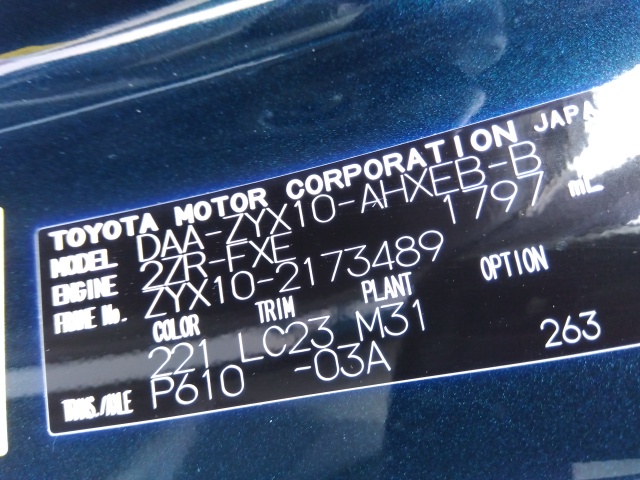 TOYOTA MOTOR CORPORATION JAPAN
MODEL DAA-ZYX10-AHXEB-B
ENGINE 2ZR-FXE 1797 mL
FRAME No. ZYX10-2173489
COLOR TRIM PLANT OPTION
221 LC23 M31
TRANS./AXLE P610 -03A 263